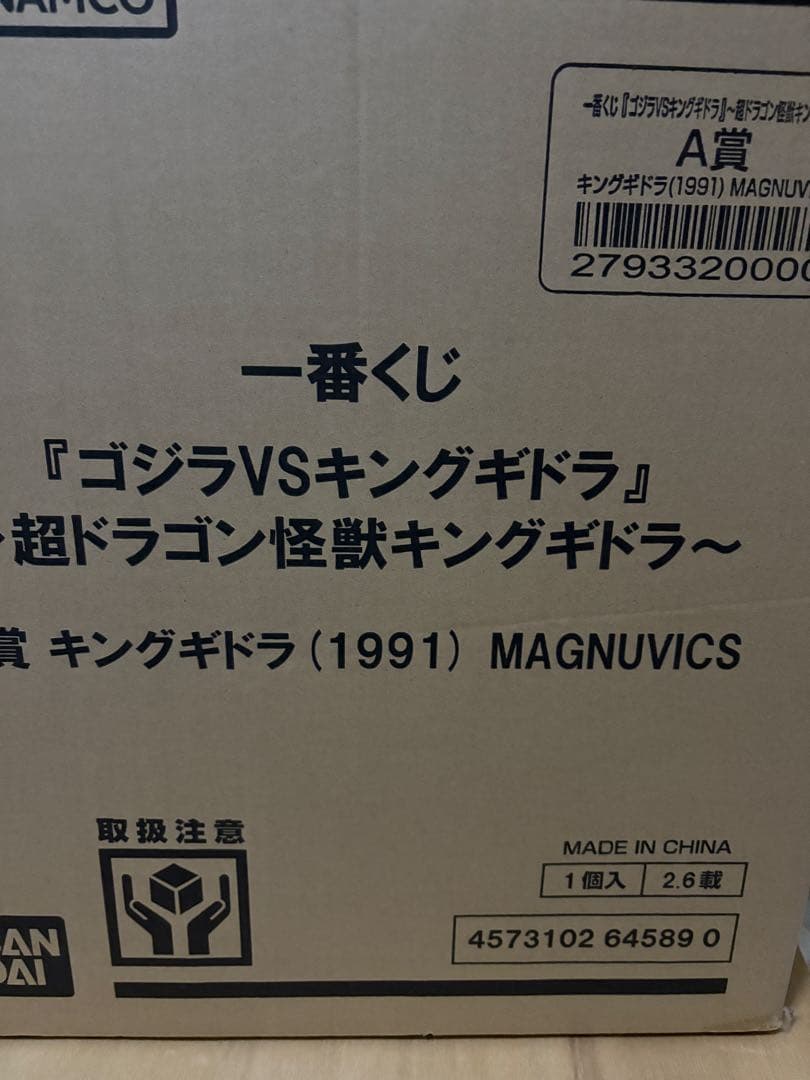 NAMCO
一番くじ『ゴジラVSキングギドラ』～超ドラゴン怪獣キン
A賞
キングギドラ(1991) MAGNUV
2793320000
一番くじ
『ゴジラVSキングギドラ』
超ドラゴン怪獣キングギドラ～
賞 キングギドラ(1991) MAGNUVICS
取扱注意
MADE IN CHINA
1個入 2.6載
4573102 64589 0
BAN
DAI